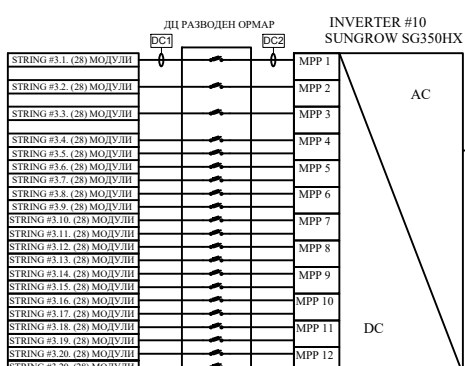 ДЦ РАЗВОДЕН ОРМАР
INVERTER #10
SUNGROW SG350HX
DC1
DC2
STRING #3.1. (28) МОДУЛИ
MPP 1
STRING #3.2. (28) МОДУЛИ
MPP 2
AC
STRING #3.3. (28) МОДУЛИ
MPP 3
STRING #3.4. (28) МОДУЛИ
MPP 4
STRING #3.5. (28) МОДУЛИ
STRING #3.6. (28) МОДУЛИ
MPP 5
STRING #3.7. (28) МОДУЛИ
STRING #3.8. (28) МОДУЛИ
MPP 6
STRING #3.9. (28) МОДУЛИ
STRING #3.10. (28) МОДУЛИ
MPP 7
STRING #3.11. (28) МОДУЛИ
STRING #3.12. (28) МОДУЛИ
MPP 8
STRING #3.13. (28) МОДУЛИ
STRING #3.14. (28) МОДУЛИ
MPP 9
STRING #3.15. (28) МОДУЛИ
STRING #3.16. (28) МОДУЛИ
MPP 10
STRING #3.17. (28) МОДУЛИ
STRING #3.18. (28) МОДУЛИ
MPP 11
DC
STRING #3.19. (28) МОДУЛИ
STRING #3.20. (28) МОДУЛИ
MPP 12